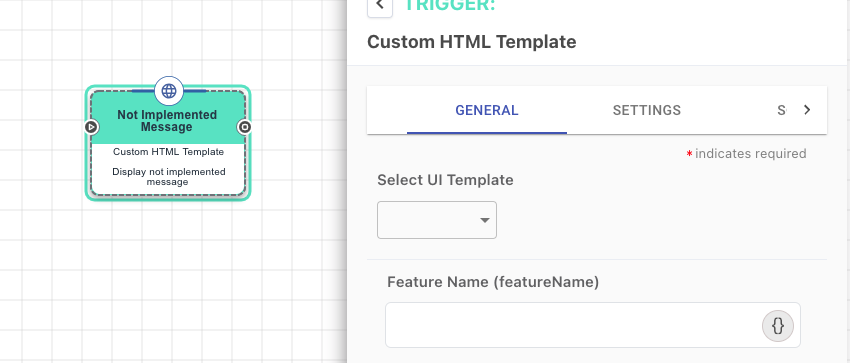 TRIGGER:
Custom HTML Template
Not Implemented
Message
Custom HTML Template
Display not implemented
message
GENERAL
SETTINGS
* indicates required
Select UI Template
Feature Name (featureName)
{}